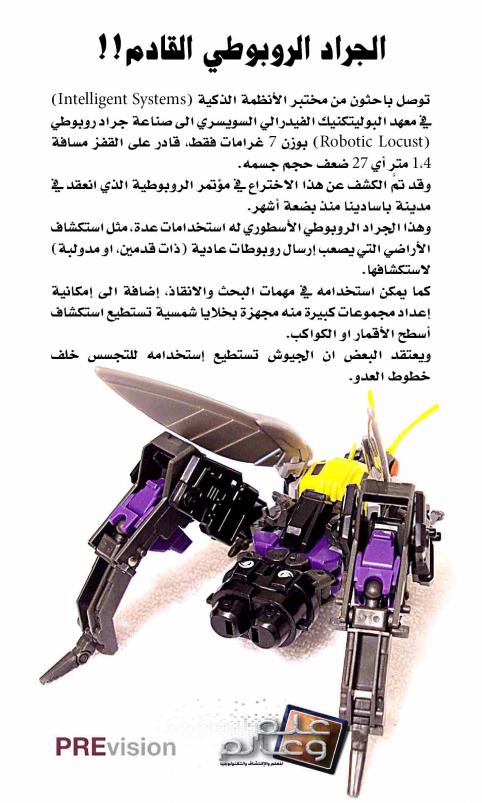 الجراد الروبوطي القادم!!
توصل باحثون من مختبر الأنظمة الذكية (Intelligent Systems)
في معهد البوليتكنيك الفيدرالي السويسري الى صناعة جراد روبوطي
(Robotic Locust) بوزن 7 غرامات فقط، قادر على القفز مسافة
1.4 مترٍ أي 27 ضعف حجم جسمه.
وقد تمَّ الكشف عن هذا الاختراع في مؤتمر الروبوطية الذي انعقد في
مدينة باسادينا منذ بضعة أشهر.
وهذا الجراد الروبوطي الأسطوري له استخدامات عدة، مثل استكشاف
الأراضي التي يصعب إرسال روبوطات عادية (ذات قدمين، او مدولبة)
لاستكشافها.
كما يمكن استخدامه في مهمات البحث والانقاذ، إضافة الى إمكانية
إعداد مجموعات كبيرة منه مجهزة بخلايا شمسية تستطيع استكشاف
أسطح الأقمار او الكواكب.
ويعتقد البعض ان الجيوش تستطيع إستخدامه للتجسس خلف
خطوط العدو.
PREvision
علم
وعالم
للعلم والإكتشاف والتكنولوجيا